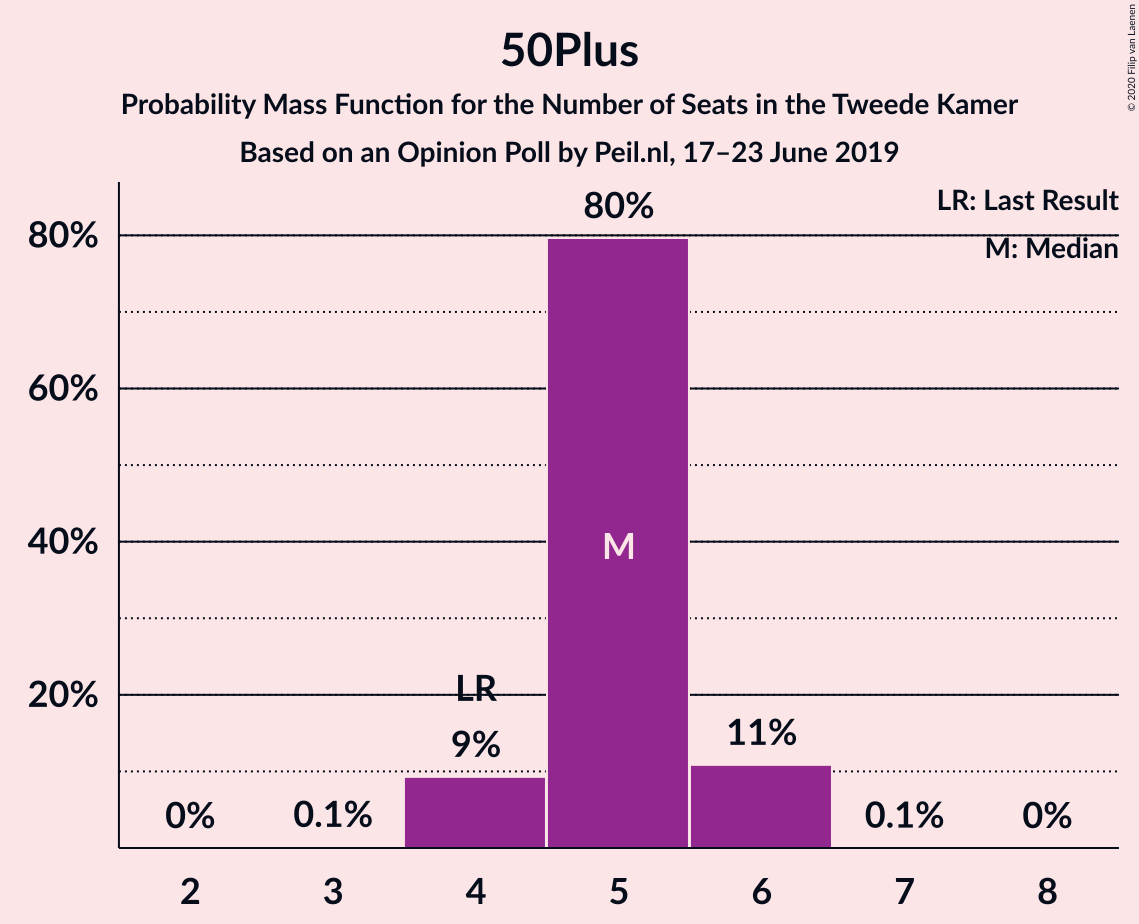 50Plus
Probability Mass Function for the Number of Seats in the Tweede Kamer
Based on an Opinion Poll by Peil.nl, 17–23 June 2019
© 2020 Filip van Laenen
LR: Last Result
M: Median
80%
60%
40%
20%
0%
0.1%
LR
9%
80%
M
11%
0.1%
0%
2 3 4 5 6 7 8